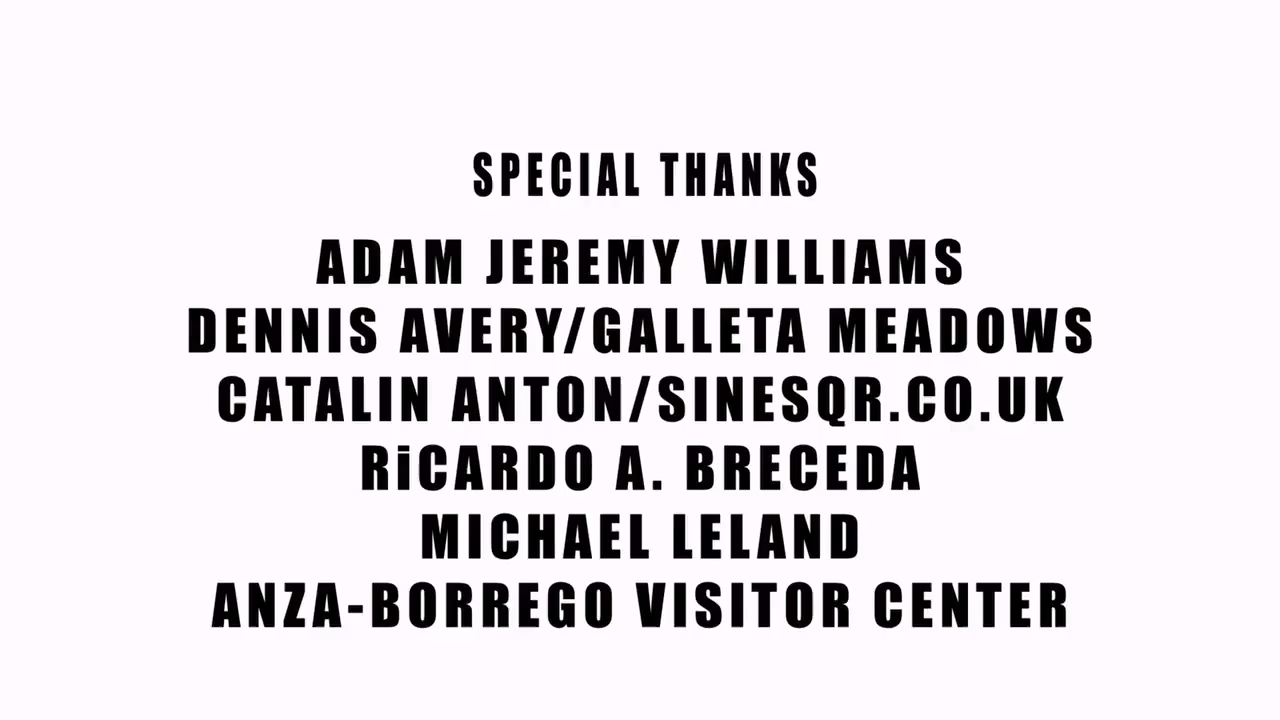 SPECIAL THANKS
ADAM JEREMY WILLIAMS
DENNIS AVERY/GALLETA MEADOWS
CATALIN ANTON/SINESQR.CO.UK
RiCARDO A. BRECEDA
MICHAEL LELAND
ANZA-BORREGO VISITOR CENTER